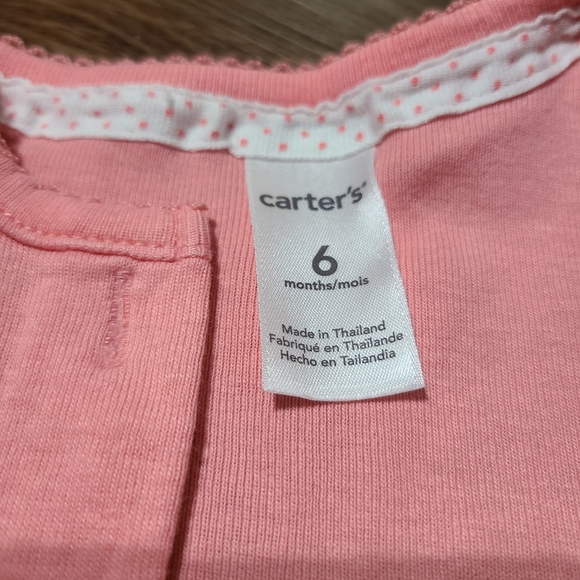 carter's
6
months/mois
Made in Thailand
Fabriqué en Thaïlande
Hecho en Tailandia